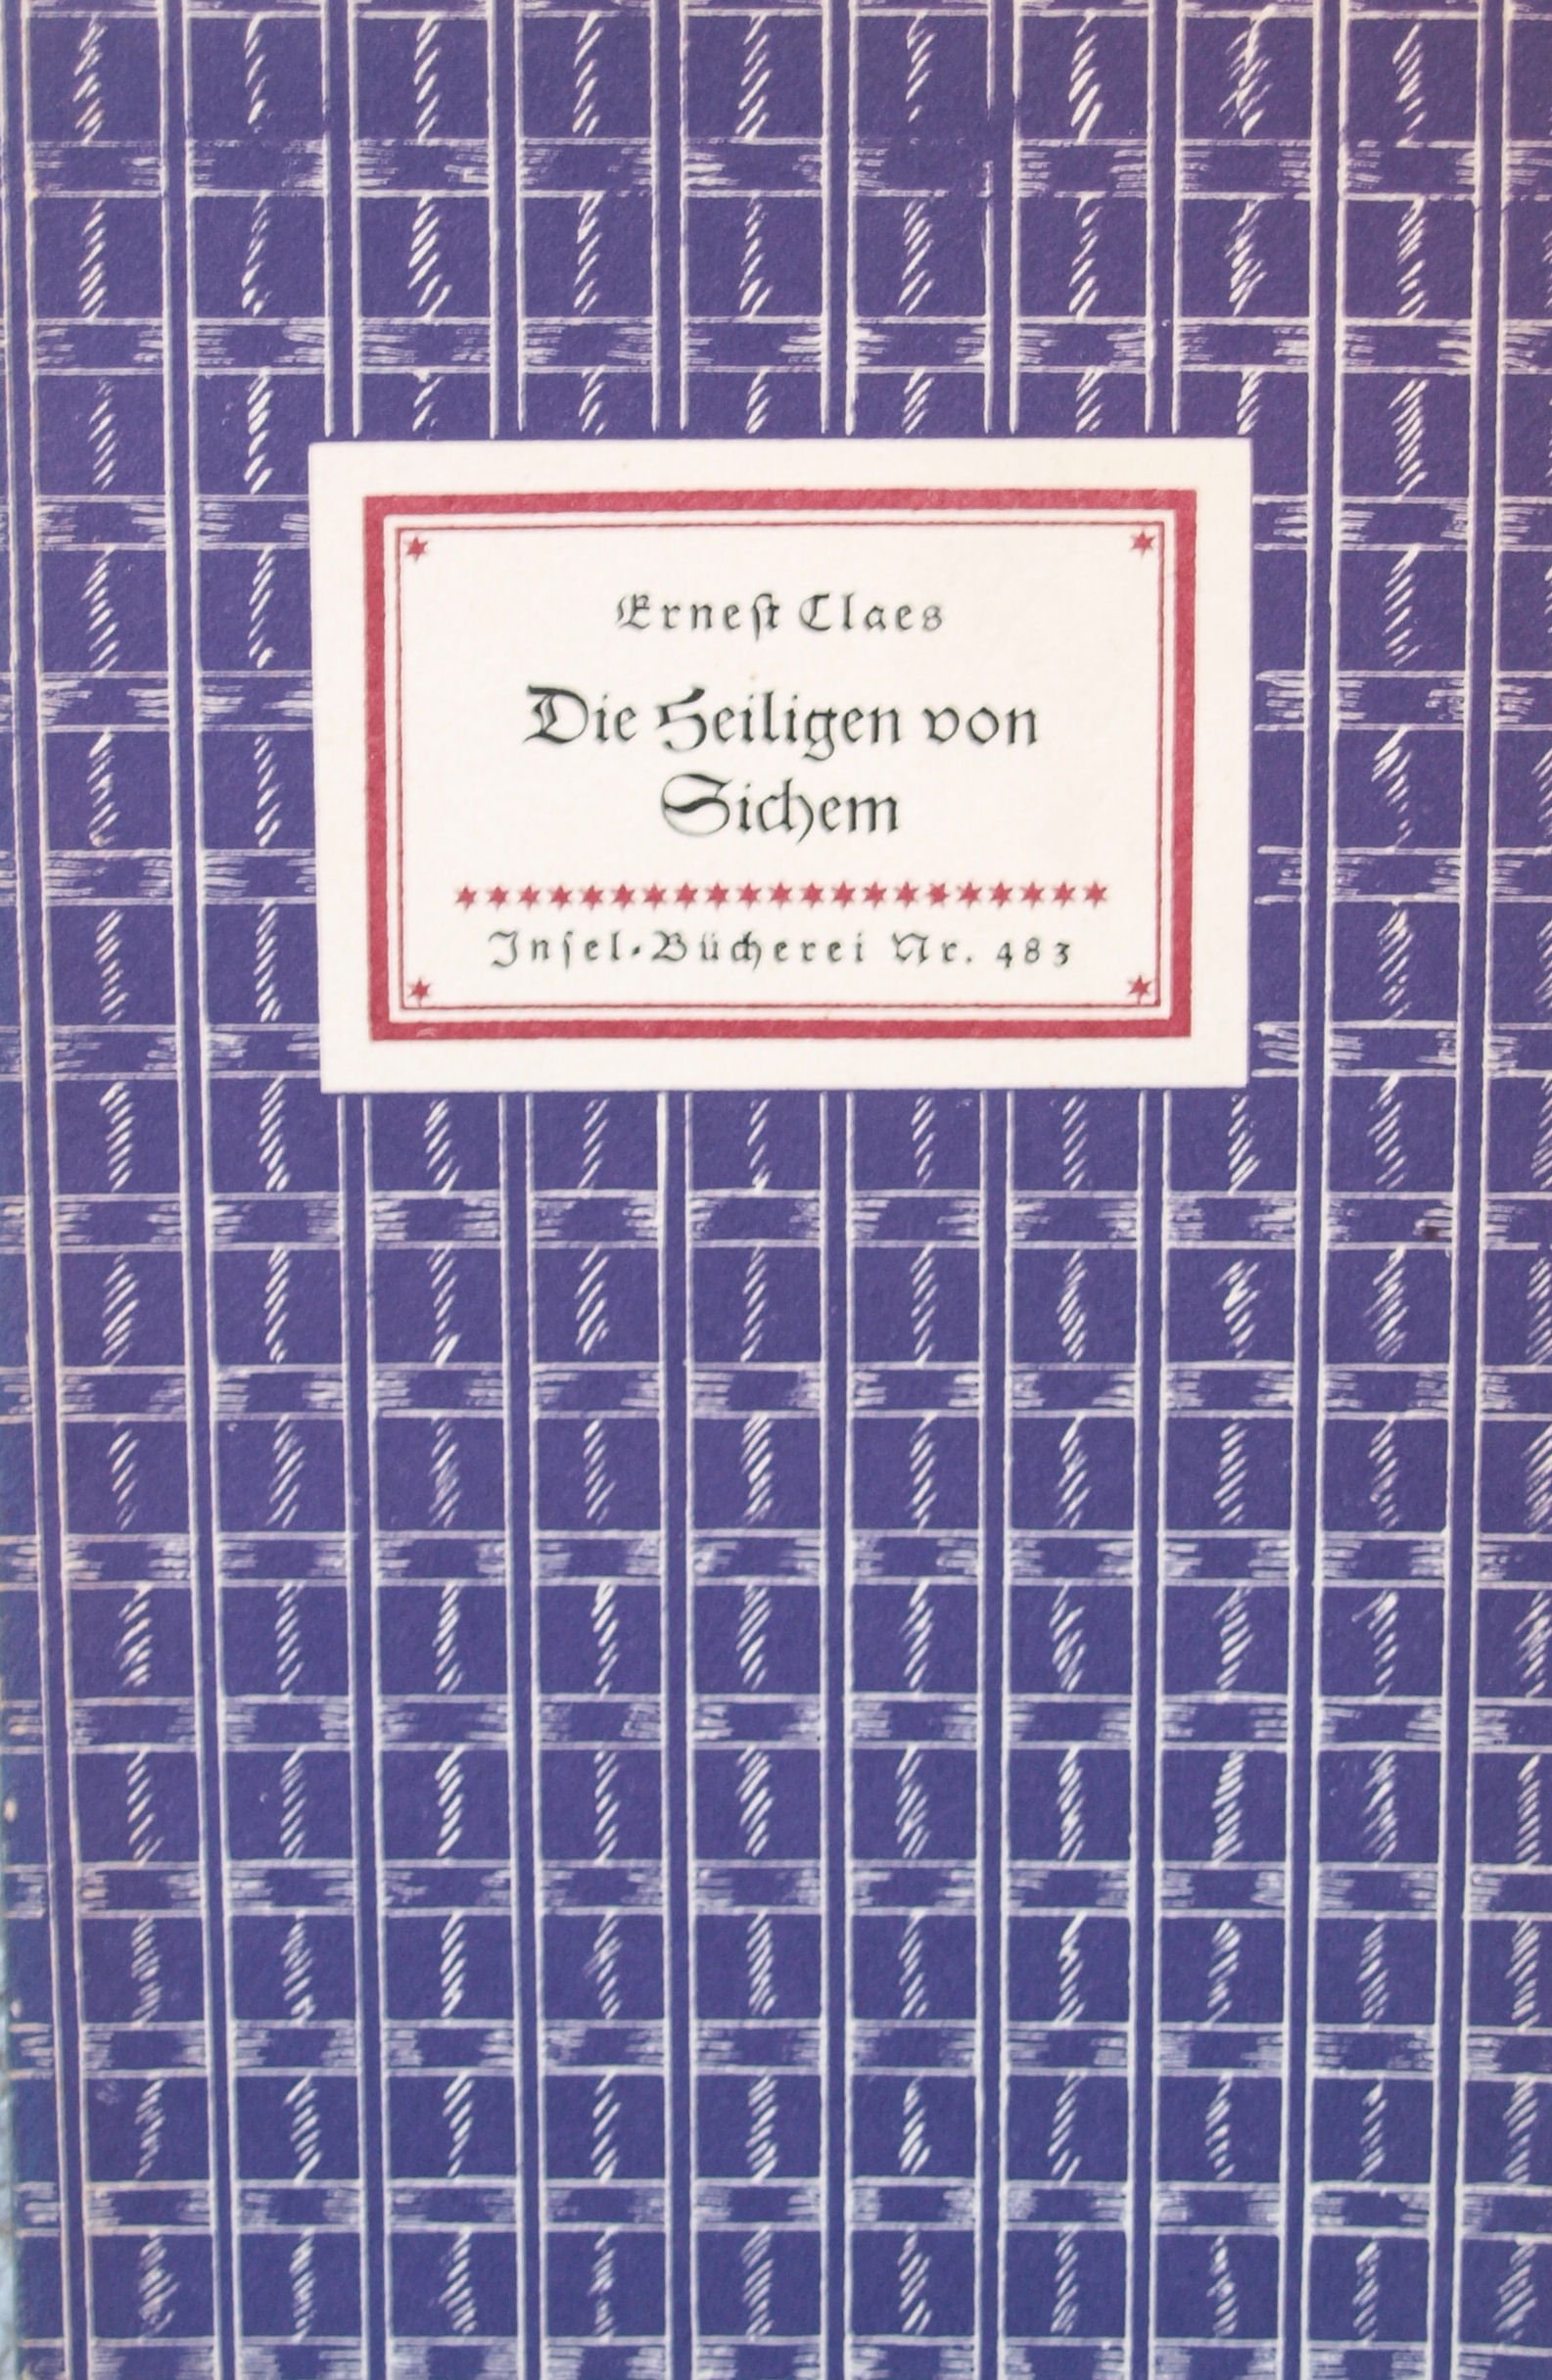 Ernest Claes
Die Heiligen von
Sichem
Insel-Bücherei Nr. 483